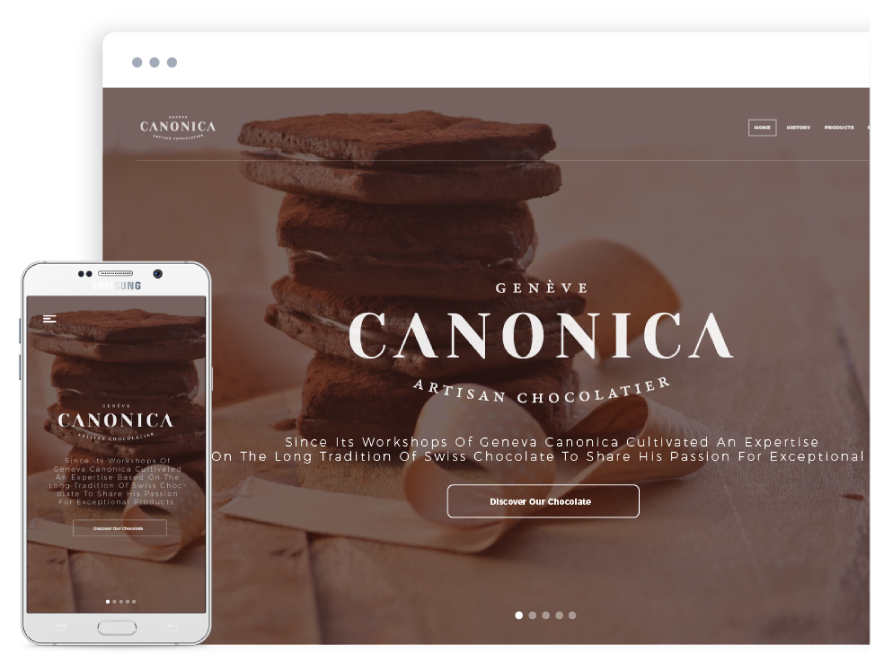 GENÈVE
CANONICA
ARTISAN CHOCOLATIER
HOME
HISTORY
PRODUCTS
GENÈVE
CANONICA
ARTISAN CHOCOLATIER
Since Its Workshops Of Geneva Canonica Cultivated An Expertise
On The Long Tradition Of Swiss Chocolate To Share His Passion For Exceptional
Discover Our Chocolate
SAMSUNG
GENÈVE
CANONICA
ARTISAN CHOCOLATIER
Since Its Workshops Of
Geneva Canonica Cultivated
An Expertise Based On The
Long Tradition Of Swiss Choc-
olate To Share His Passion
For Exceptional Products
Discover Our Chocolate